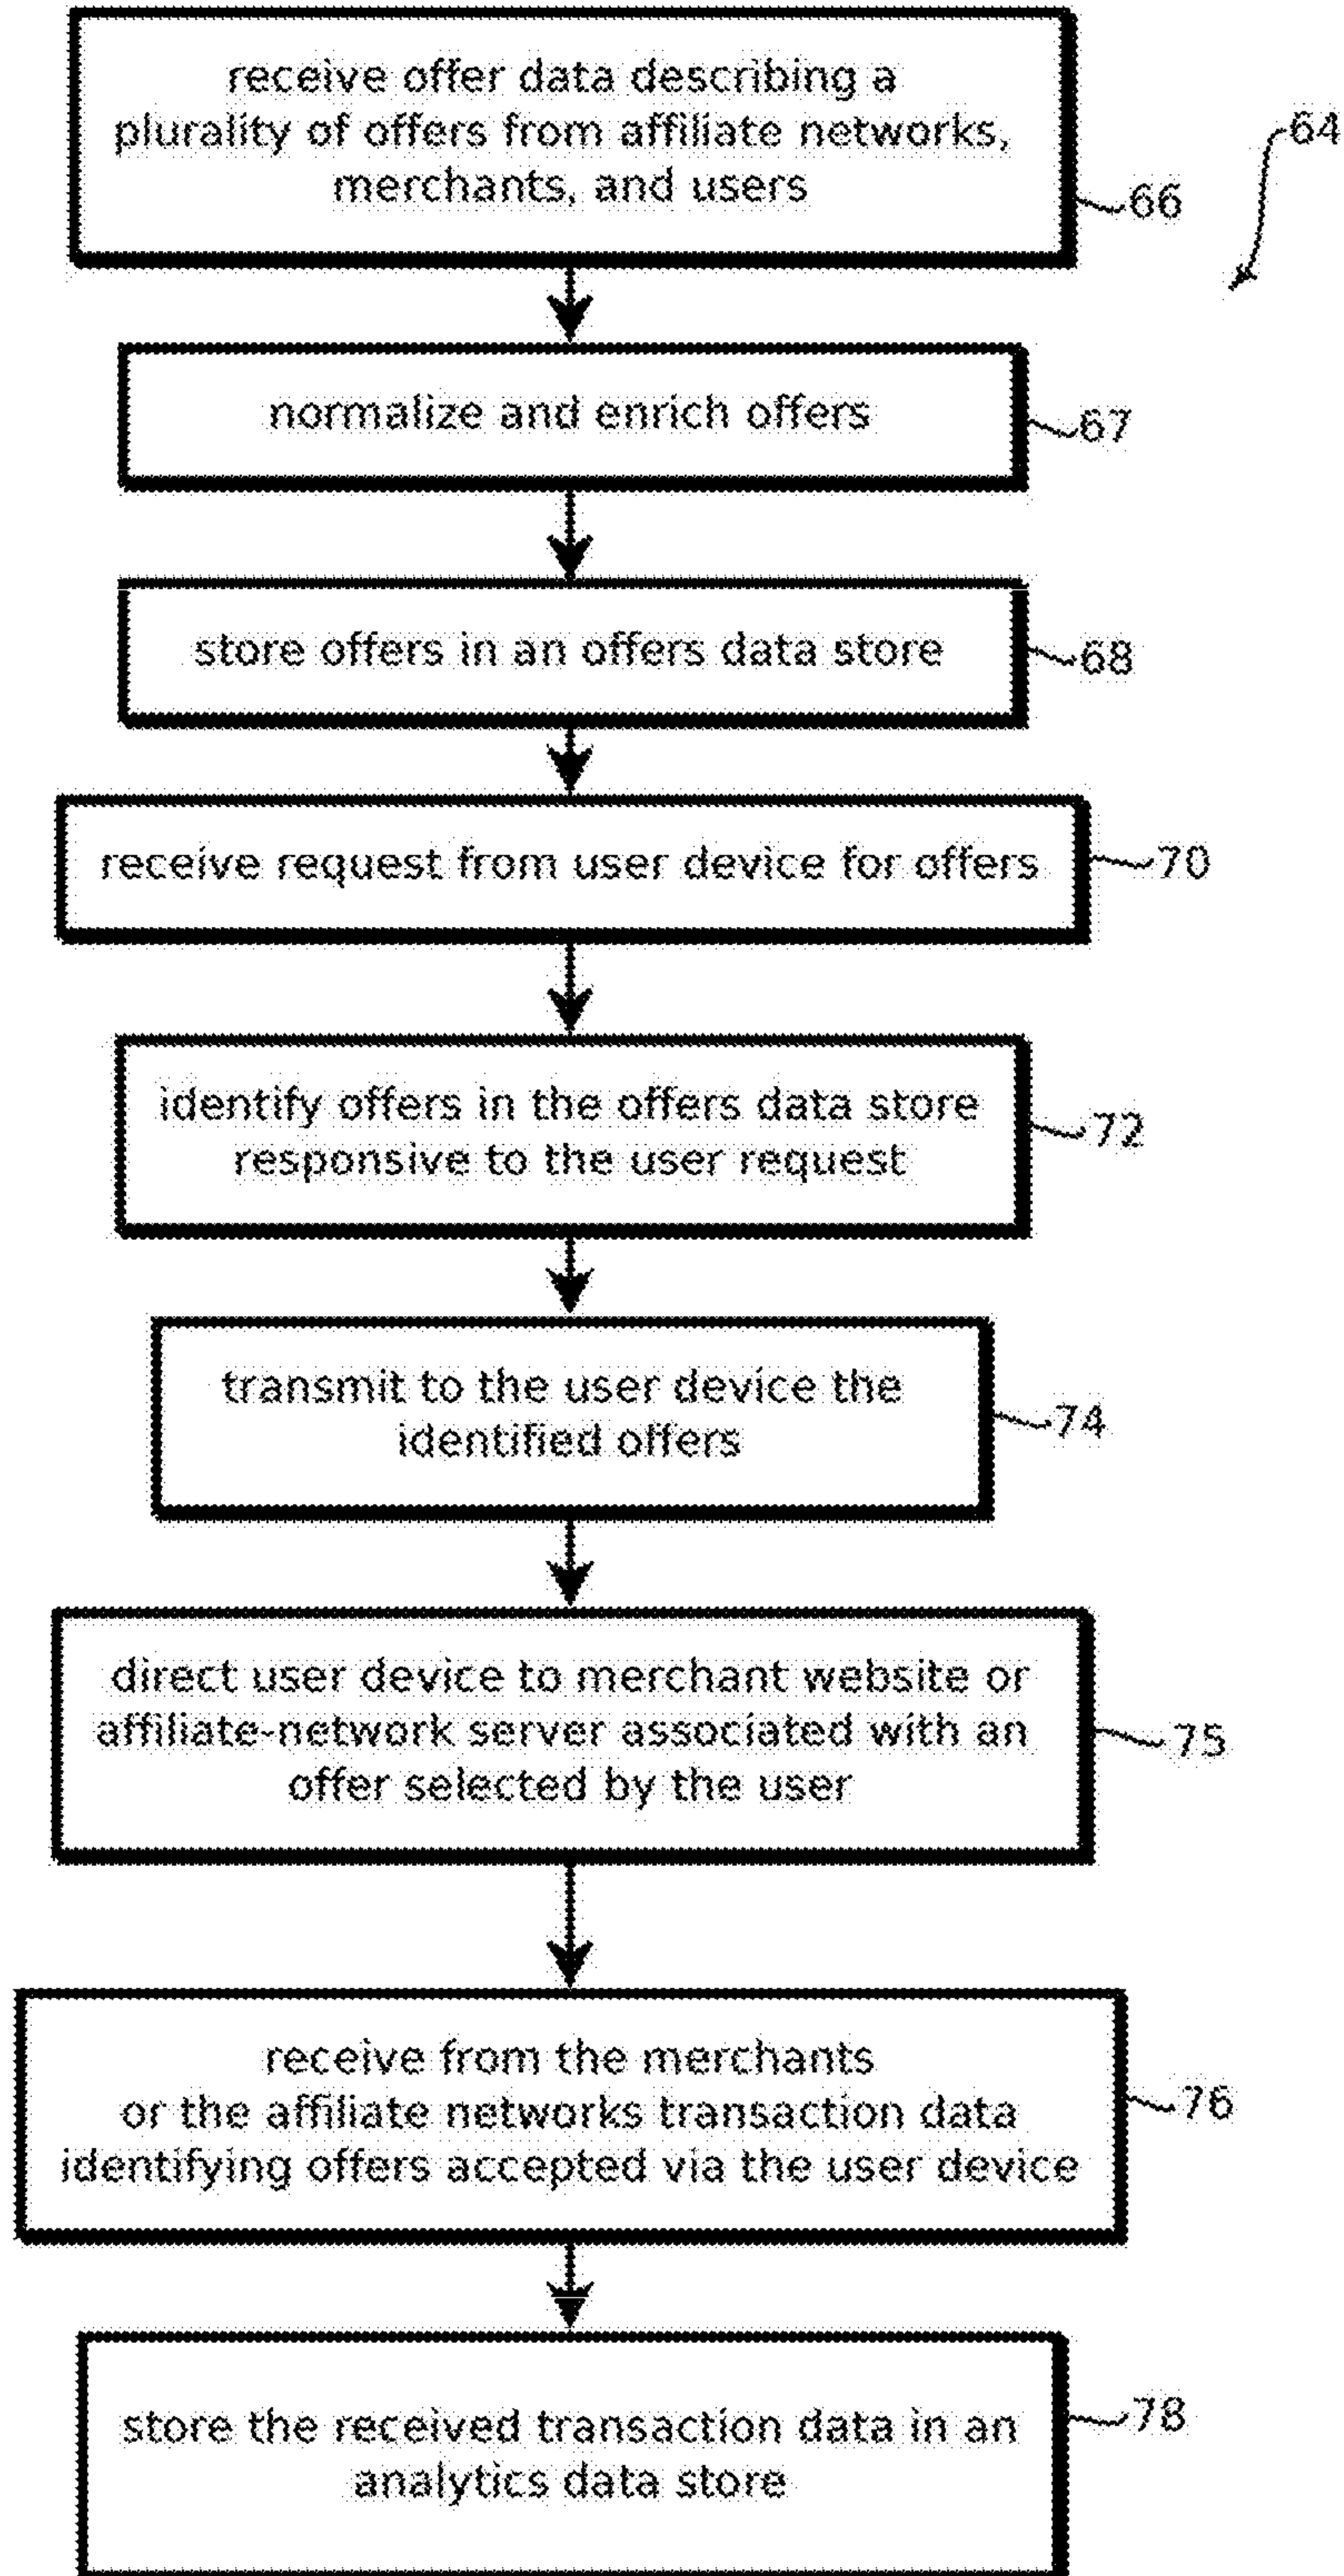 receive offer data describing a
plurality of offers from affiliate networks,
merchants, and users
64
66
normalize and enrich offers
67
store offers in an offers data store
68
receive request from user device for offers
70
identify offers in the offers data store
responsive to the user request
72
transmit to the user device the
identified offers
74
direct user device to merchant website or
affiliate-network server associated with an
offer selected by the user
75
receive from the merchants
or the affiliate networks transaction data
identifying offers accepted via the user device
76
store the received transaction data in an
analytics data store
78